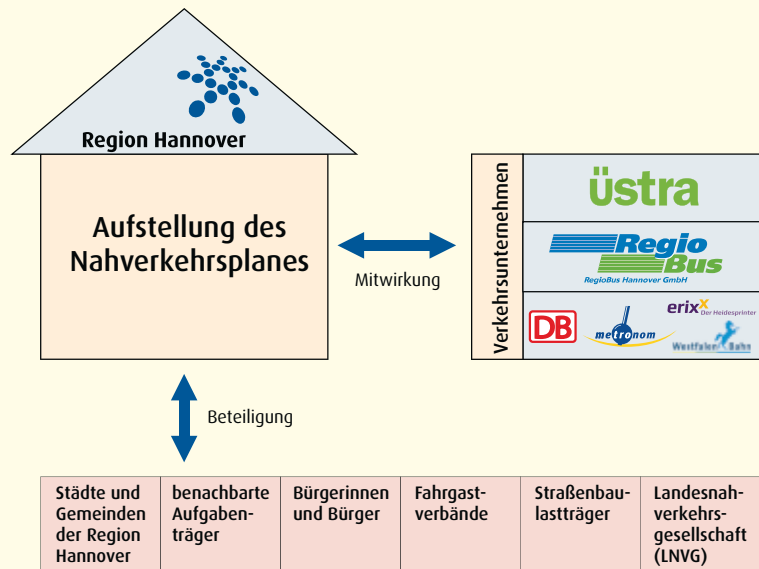 Region Hannover
Aufstellung des
Nahverkehrsplanes
Mitwirkung
Verkehrsunternehmen
üstra
Regio
Bus
RegioBus Hannover GmbH
DB
metronom
erixx
Der Heidesprinter
Westfalen Bahn
Beteiligung
Städte und
Gemeinden
der Region
Hannover
benachbarte
Aufgaben-
träger
Bürgerinnen
und Bürger
Fahrgast-
verbände
Straßenbau-
lastträger
Landesnah-
verkehrs-
gesellschaft
(LNVG)